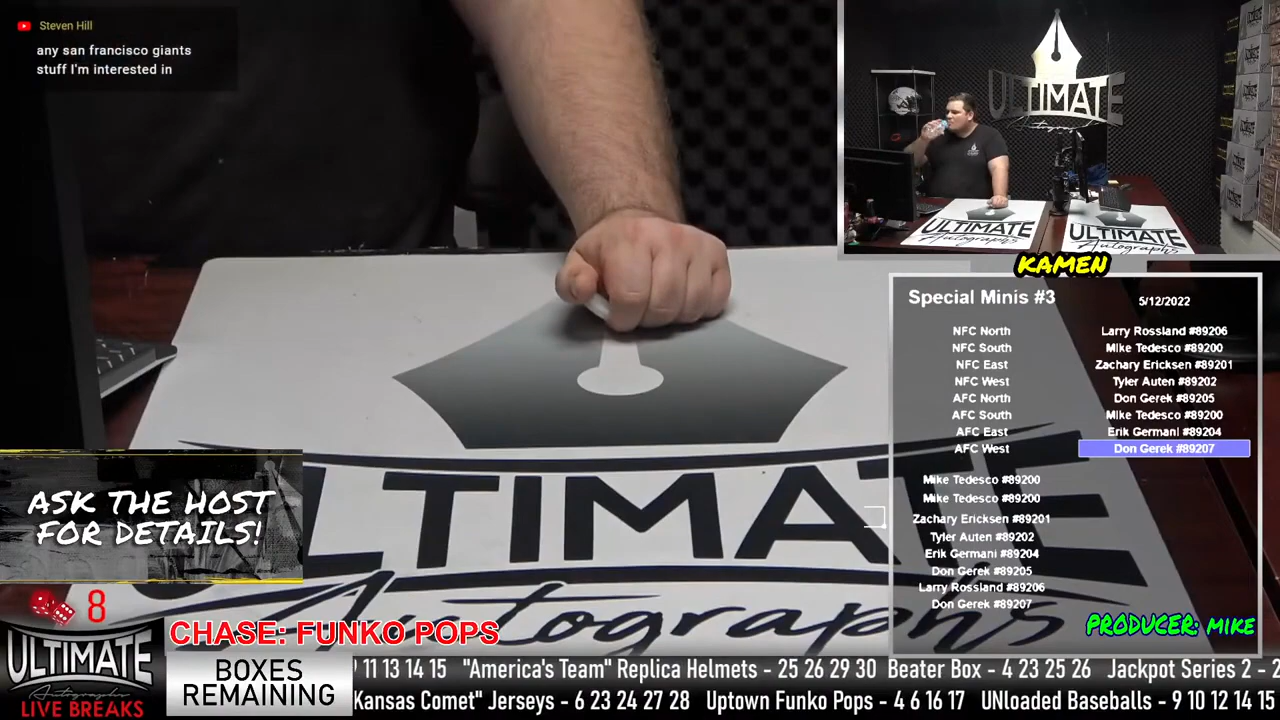 Steven Hill
any san francisco giants
stuff I'm interested in
ULTIMATE
Autographs
ULTIMATE
Autographs
ULTIMATE
Autographs
KAMEN
Special Minis #3 5/12/2022
NFC North Larry Rossland #89206
NFC South Mike Tedesco #89200
NFC East Zachary Ericksen #89201
NFC West Tyler Auten #89202
AFC North Don Gerek #89205
AFC South Mike Tedesco #89200
AFC East Erik Germani #89204
AFC West Don Gerek #89207
Mike Tedesco #89200
Mike Tedesco #89200
Zachary Ericksen #89201
Tyler Auten #89202
Erik Germani #89204
Don Gerek #89205
Larry Rossland #89206
Don Gerek #89207
PRODUCER: MIKE
ASK THE HOST
FOR DETAILS!
ULTIMATE
Autographs
8
CHASE: FUNKO POPS
ULTIMATE
Autographs
LIVE BREAKS
BOXES
REMAINING
11 13 14 15 "America's Team" Replica Helmets - 25 26 29 30 Beater Box - 4 23 25 26 Jackpot Series 2 - 2
Kansas Comet" Jerseys - 6 23 24 27 28 Uptown Funko Pops - 4 6 16 17 UNloaded Baseballs - 9 10 12 14 15